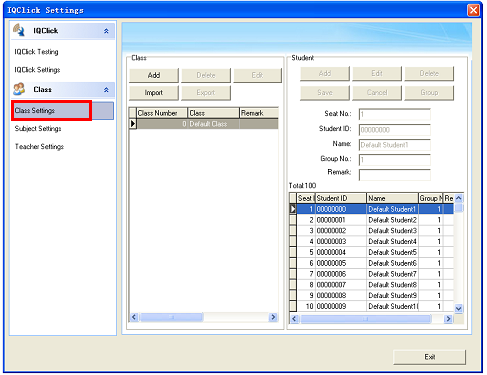 IQClick Settings
IQClick
IQClick Testing
IQClick Settings
Class
Class Settings
Subject Settings
Teacher Settings
Class
Add Delete Edit
Import Export
Class Number Class Remark
0 Default Class
Student
Add Edit Delete
Save Cancel Group
Seat No.: 1
Student ID: 00000000
Name: Default Student1
Group No.: 1
Remark:
Total:100
Seat Student ID Name Group N Re
1 00000000 Default Student1 1
2 00000001 Default Student2 1
3 00000002 Default Student3 1
4 00000003 Default Student4 1
5 00000004 Default Student5 1
6 00000005 Default Student6 1
7 00000006 Default Student7 1
8 00000007 Default Student8 1
9 00000008 Default Student9 1
10 00000009 Default Student1 1
Exit